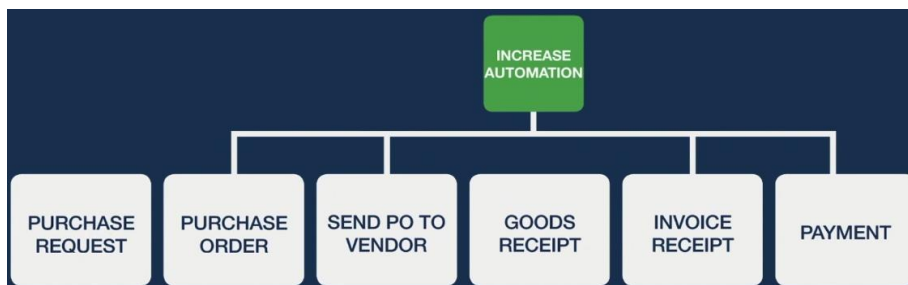 INCREASE
AUTOMATION
PURCHASE
REQUEST
PURCHASE
ORDER
SEND PO TO
VENDOR
GOODS
RECEIPT
INVOICE
RECEIPT
PAYMENT